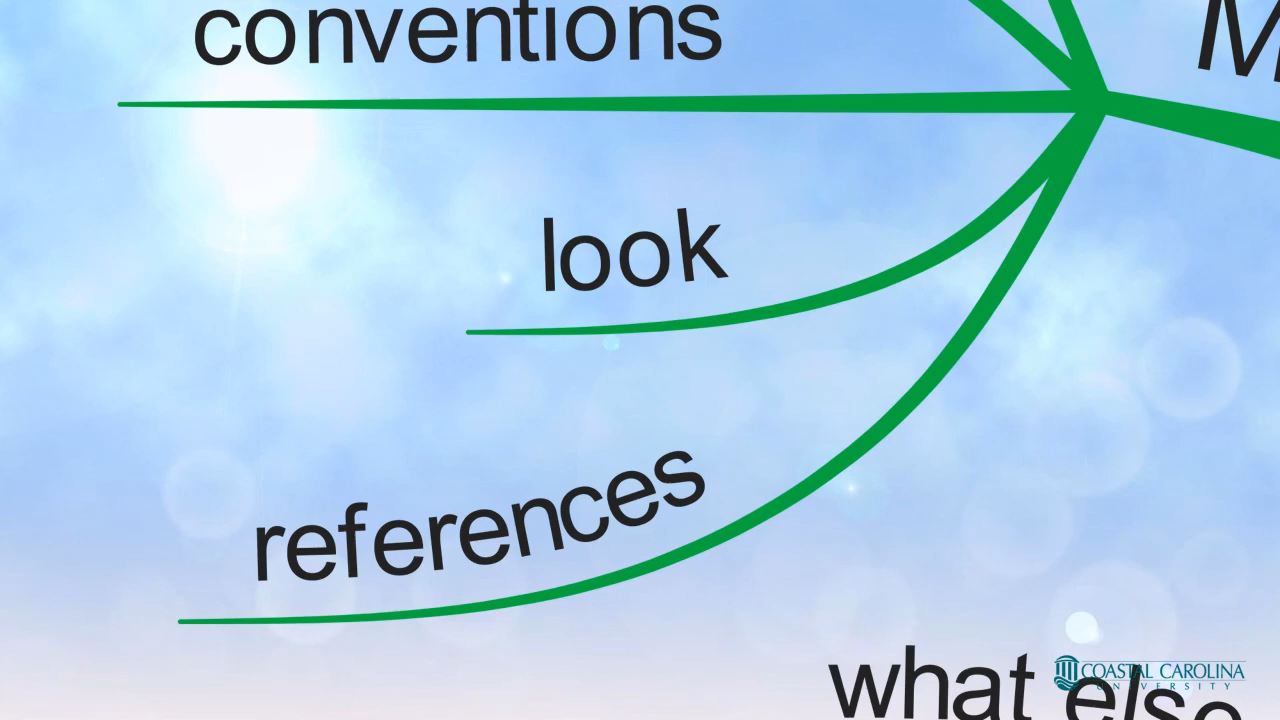 conventions
M
look
references
what else
COASTAL CAROLINA
UNIVERSITY